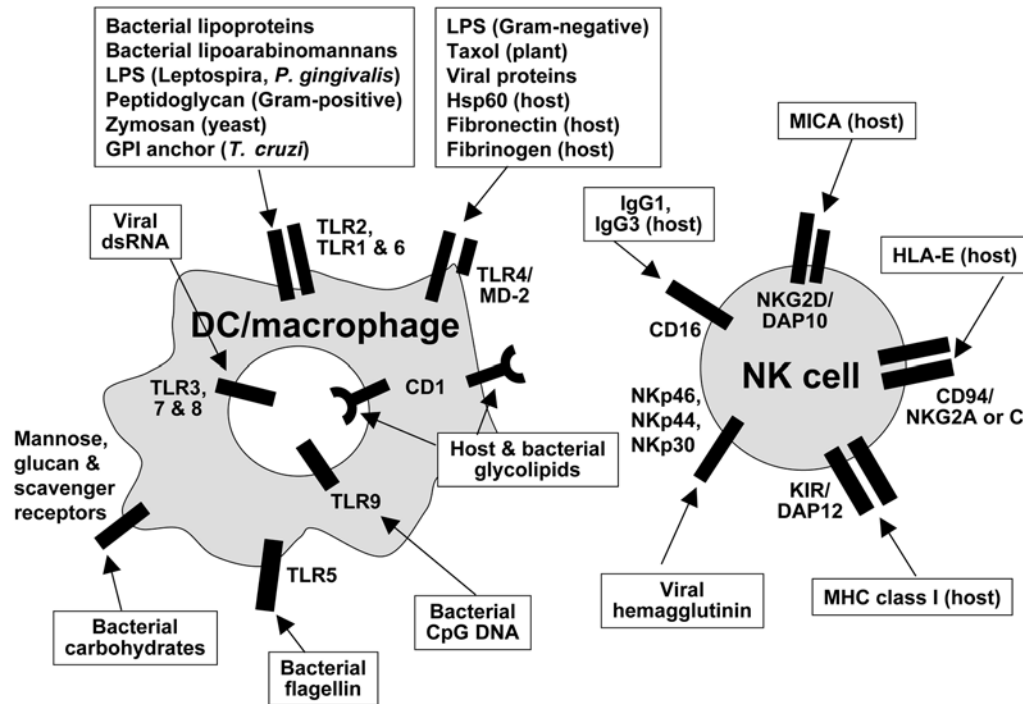 Bacterial lipoproteins
Bacterial lipoarabinomannans
LPS (Leptospira, P. gingivalis)
Peptidoglycan (Gram-positive)
Zymosan (yeast)
GPI anchor (T. cruzi)
LPS (Gram-negative)
Taxol (plant)
Viral proteins
Hsp60 (host)
Fibronectin (host)
Fibrinogen (host)
Viral
dsRNA
TLR2,
TLR1 & 6
TLR4/
MD-2
DC/macrophage
TLR3,
7 & 8
CD1
Host & bacterial
glycolipids
Mannose,
glucan &
scavenger
receptors
TLR9
TLR5
Bacterial
carbohydrates
Bacterial
flagellin
Bacterial
CpG DNA
MICA (host)
IgG1,
IgG3 (host)
HLA-E (host)
NKG2D/
DAP10
CD16
NK cell
CD94/
NKG2A or C
NKp46,
NKp44,
NKp30
KIR/
DAP12
Viral
hemagglutinin
MHC class I (host)